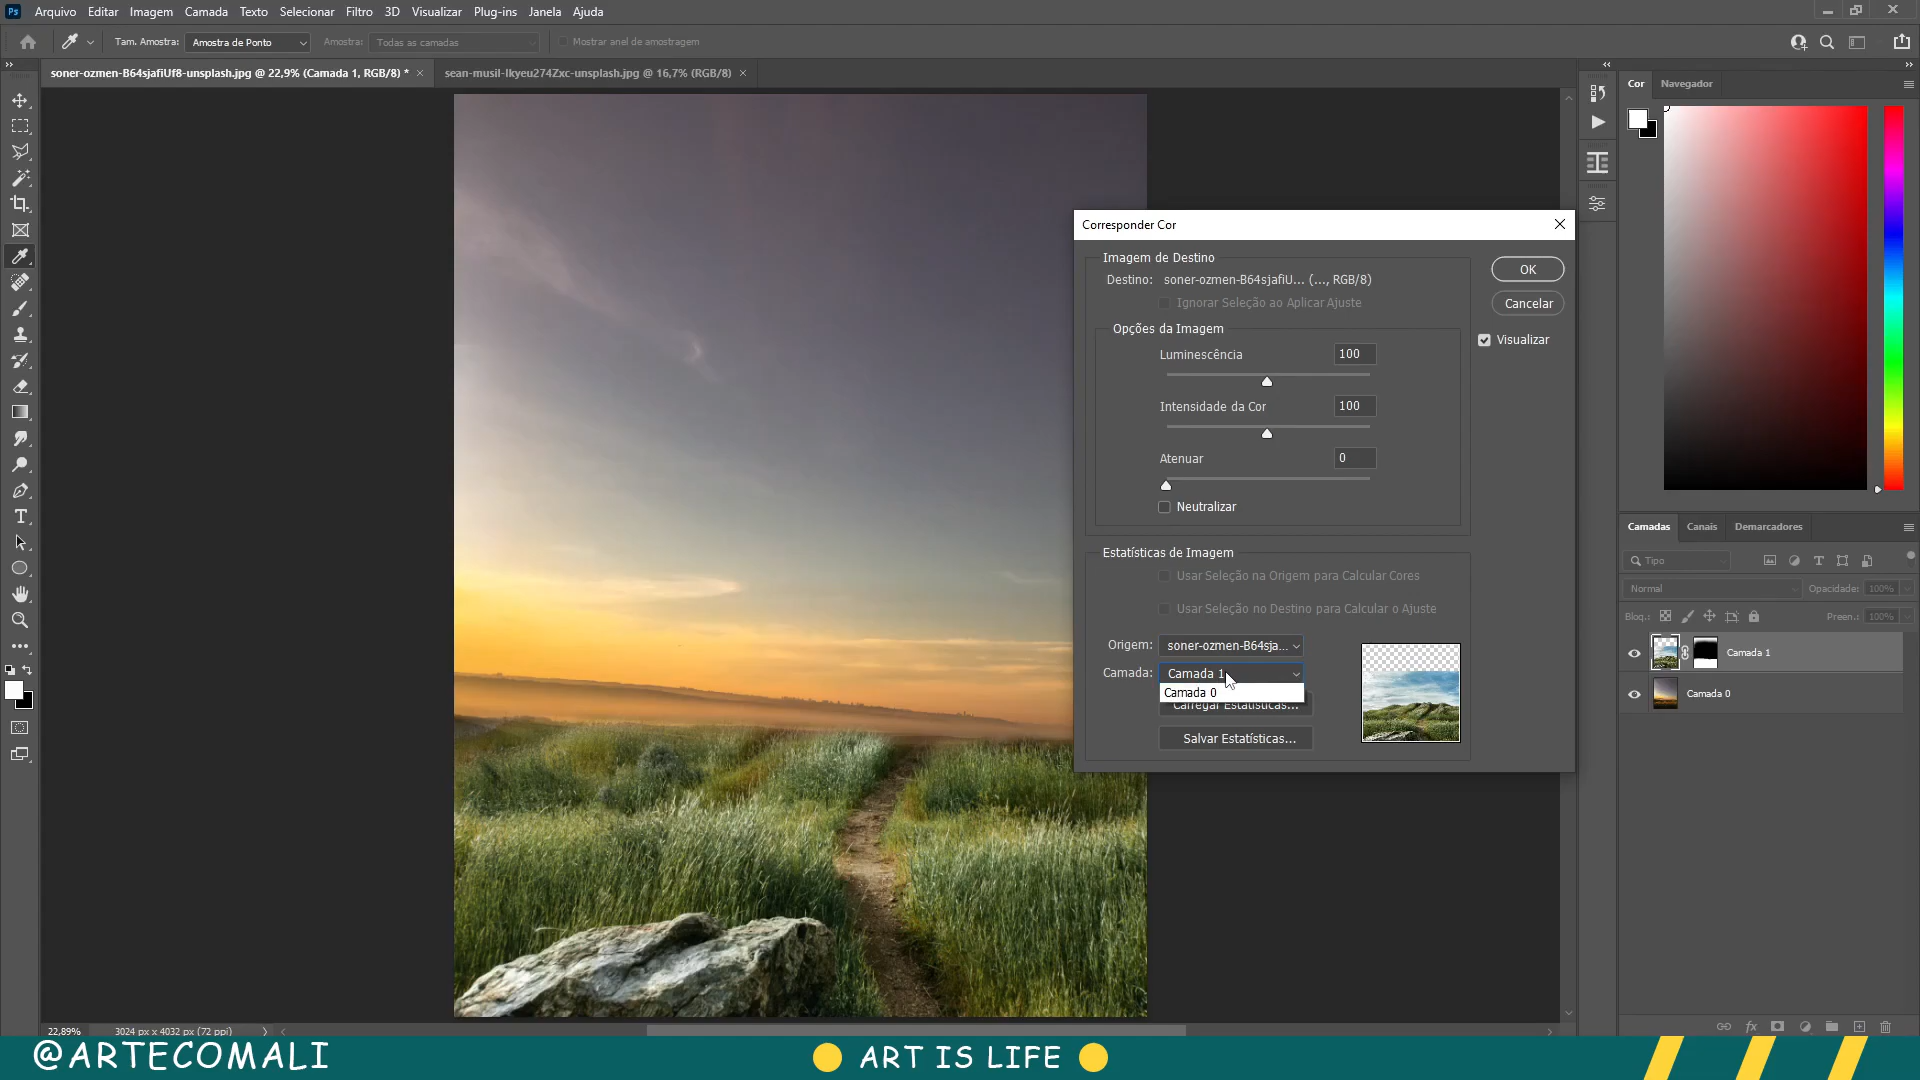 Ps Arquivo Editar Imagem Camada Texto Selecionar Filtro 3D Visualizar Plug-ins Janela Ajuda
Tam. Amostra: Amostra de Ponto Amostra: Todas as camadas Mostrar anel de amostragem
soner-ozmen-B64sjafiUf8-unsplash.jpg @ 22,9% (Camada 1, RGB/8) * × sean-musil-Ikyeu274Zxc-unsplash.jpg @ 16,7% (RGB/8) ×
Cor Navegador
Corresponder Cor
Imagem de Destino
Destino: soner-ozmen-B64sjafiU... (..., RGB/8)
Ignorar Seleção ao Aplicar Ajuste
OK
Cancelar
Visualizar
Opções da Imagem
Luminescência 100
Intensidade da Cor 100
Atenuar 0
Neutralizar
Estatísticas de Imagem
Usar Seleção na Origem para Calcular Cores
Usar Seleção no Destino para Calcular o Ajuste
Origem: soner-ozmen-B64sja...
Camada: Camada 1
Camada 0
Carregar Estatísticas...
Salvar Estatísticas...
Camadas Canais Demarcadores
Tipo
Normal Opacidade: 100%
Bloq.: Preen.: 100%
Camada 1
Camada 0
fx
22,89% 3024 px x 4032 px (72 ppi)
@ARTECOMALI ART IS LIFE